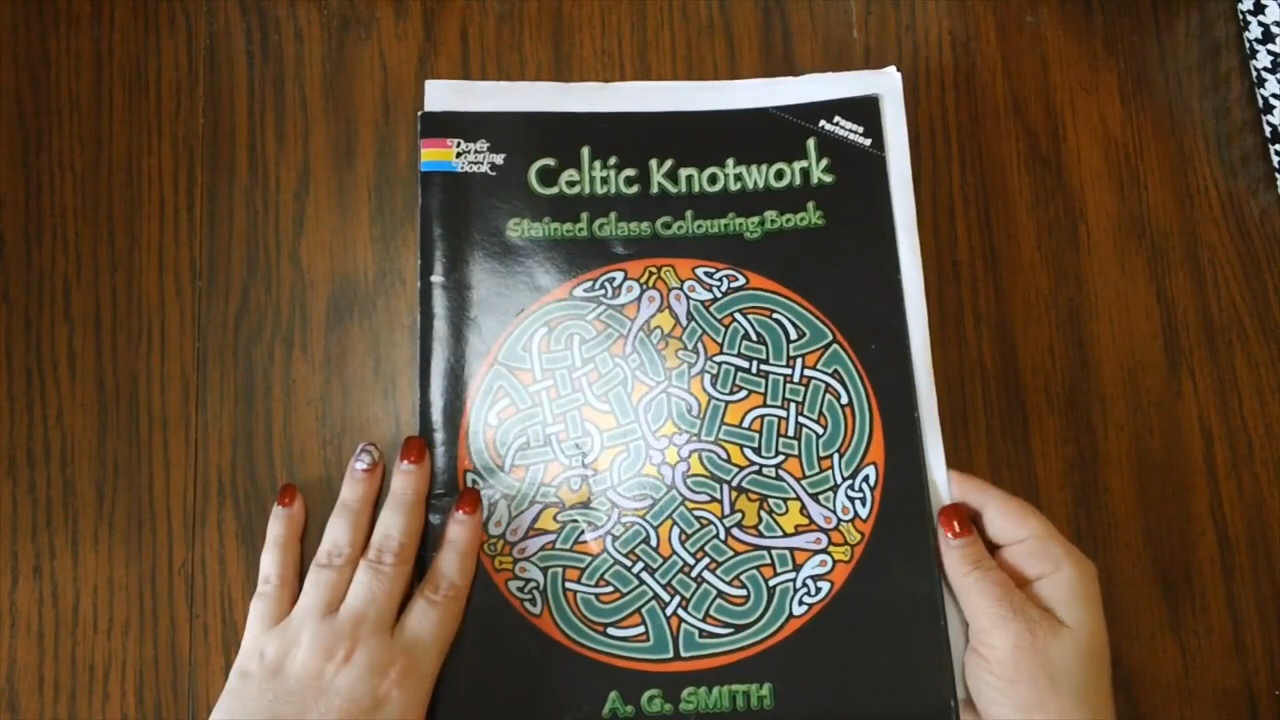 Pages
Perforated
Dover
Coloring
Book
Celtic Knotwork
Stained Glass Colouring Book
A. G. SMITH